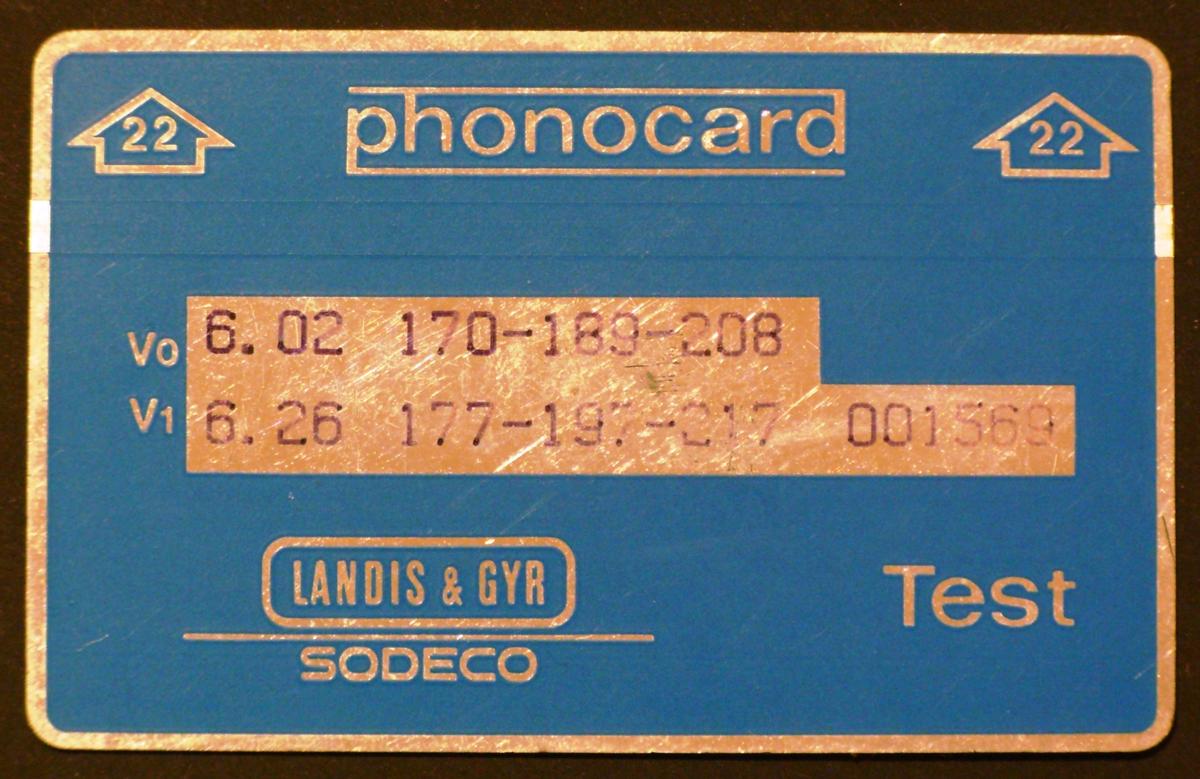 22 phonocard 22
Vo 6.02 170-189-208
V1 6.26 177-197-217 001569
LANDIS & GYR
Test
SODECO